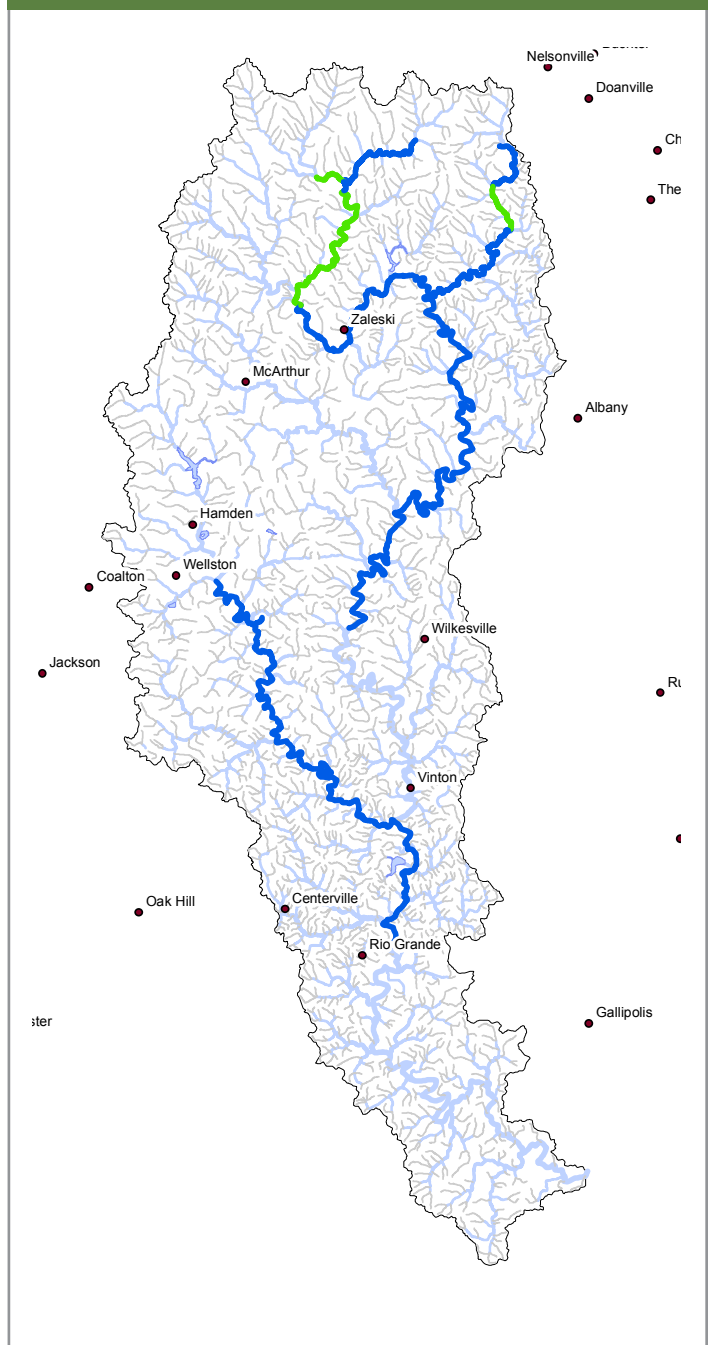 Nelsonville
Doanville
Ch
The
Zaleski
McArthur
Albany
Hamden
Wellston
Coalton
Wilkesville
Jackson
Ru
Vinton
Centerville
Oak Hill
Rio Grande
Gallipolis
ster